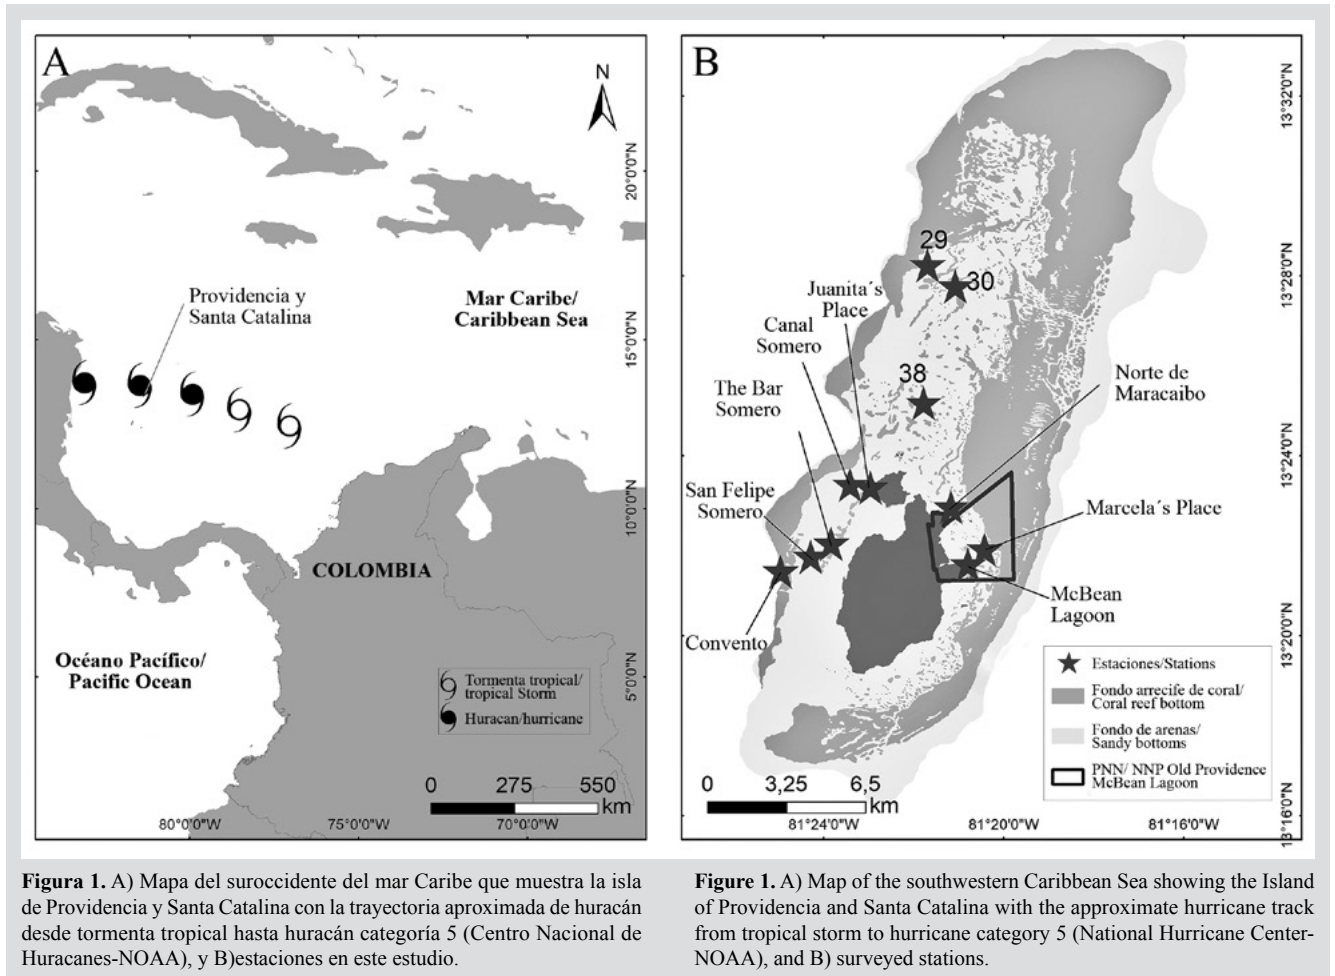 A
N
20°0'0"N
Providencia y
Santa Catalina
Mar Caribe/
Caribbean Sea
15°0'0"N
10°0'0"N
COLOMBIA
Océano Pacífico/
Pacific Ocean
5°0'0"N
Tormenta tropical/
tropical Storm
Huracan/hurricane
0 275 550
km
80°0'0"W 75°0'0"W 70°0'0"W
B
13°32'0"N
29
30
13°28'0"N
Juanita´s
Place
Canal
Somero
The Bar
Somero
38
Norte de
Maracaibo
13°24'0"N
San Felipe
Somero
Marcela´s Place
McBean
Lagoon
Convento
13°20'0"N
Estaciones/Stations
Fondo arrecife de coral/
Coral reef bottom
Fondo de arenas/
Sandy bottoms
PNN/ NNP Old Providence
McBean Lagoon
0 3,25 6,5
km
13°16'0"N
81°24'0"W 81°20'0"W 81°16'0"W
Figura 1. A) Mapa del suroccidente del mar Caribe que muestra la isla
de Providencia y Santa Catalina con la trayectoria aproximada de huracán
desde tormenta tropical hasta huracán categoría 5 (Centro Nacional de
Huracanes-NOAA), y B)estaciones en este estudio.
Figure 1. A) Map of the southwestern Caribbean Sea showing the Island
of Providencia and Santa Catalina with the approximate hurricane track
from tropical storm to hurricane category 5 (National Hurricane Center-
NOAA), and B) surveyed stations.